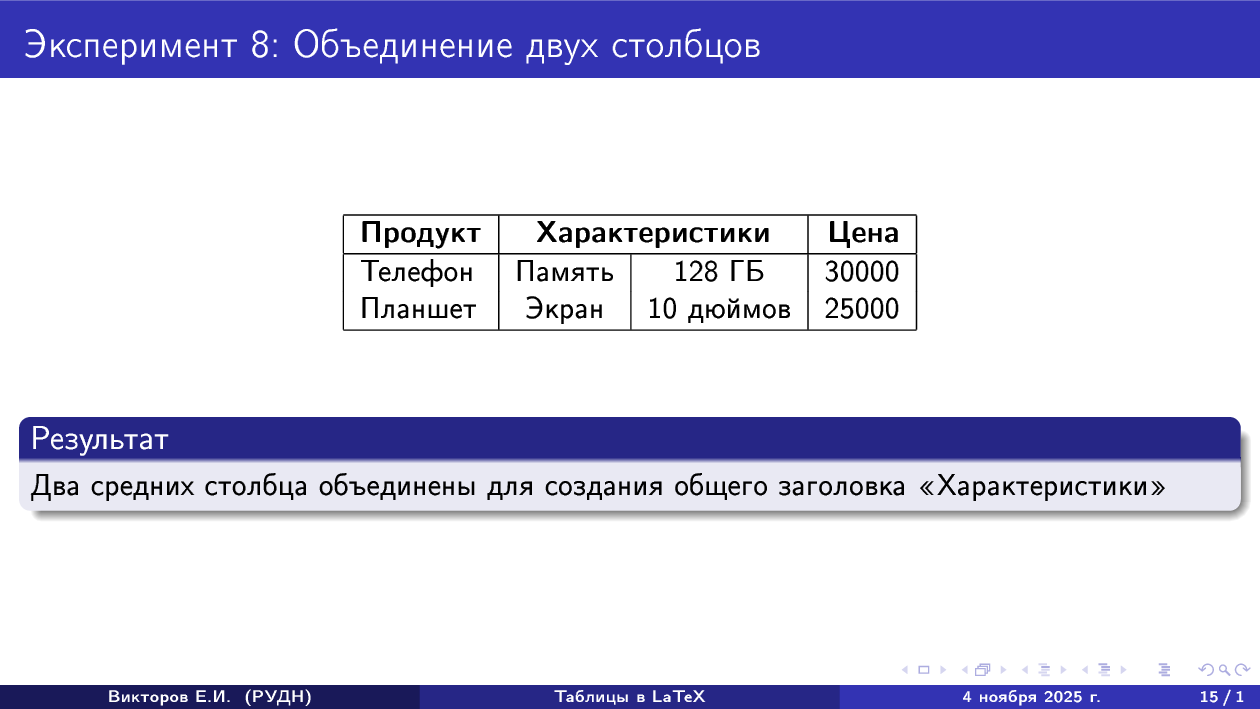 Эксперимент 8: Объединение двух столбцов
Продукт Характеристики Цена
Телефон Память 128 ГБ 30000
Планшет Экран 10 дюймов 25000
Результат
Два средних столбца объединены для создания общего заголовка «Характеристики»
Викторов Е.И. (РУДН) Таблицы в LaTeX 4 ноября 2025 г. 15 / 1